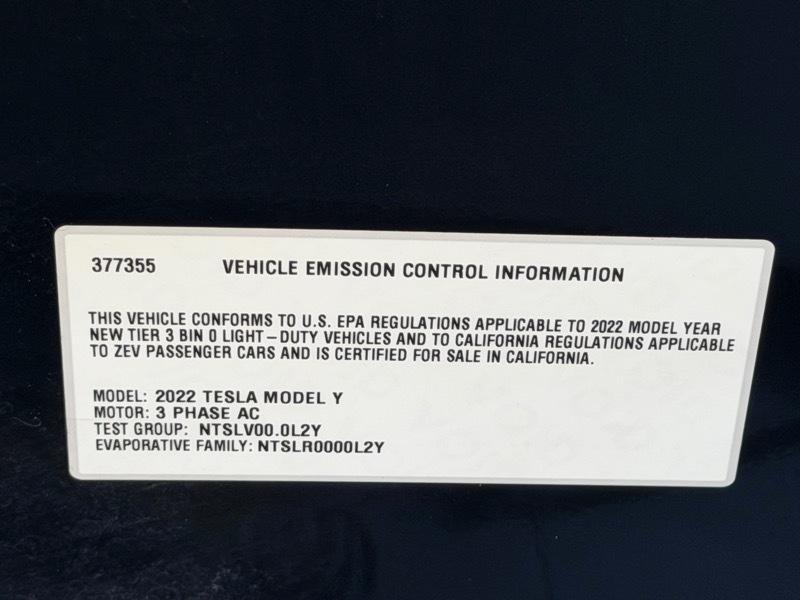 377355 VEHICLE EMISSION CONTROL INFORMATION
THIS VEHICLE CONFORMS TO U.S. EPA REGULATIONS APPLICABLE TO 2022 MODEL YEAR
NEW TIER 3 BIN 0 LIGHT-DUTY VEHICLES AND TO CALIFORNIA REGULATIONS APPLICABLE
TO ZEV PASSENGER CARS AND IS CERTIFIED FOR SALE IN CALIFORNIA.
MODEL: 2022 TESLA MODEL Y
MOTOR: 3 PHASE AC
TEST GROUP: NTSLV00.0L2Y
EVAPORATIVE FAMILY: NTSLR0000L2Y